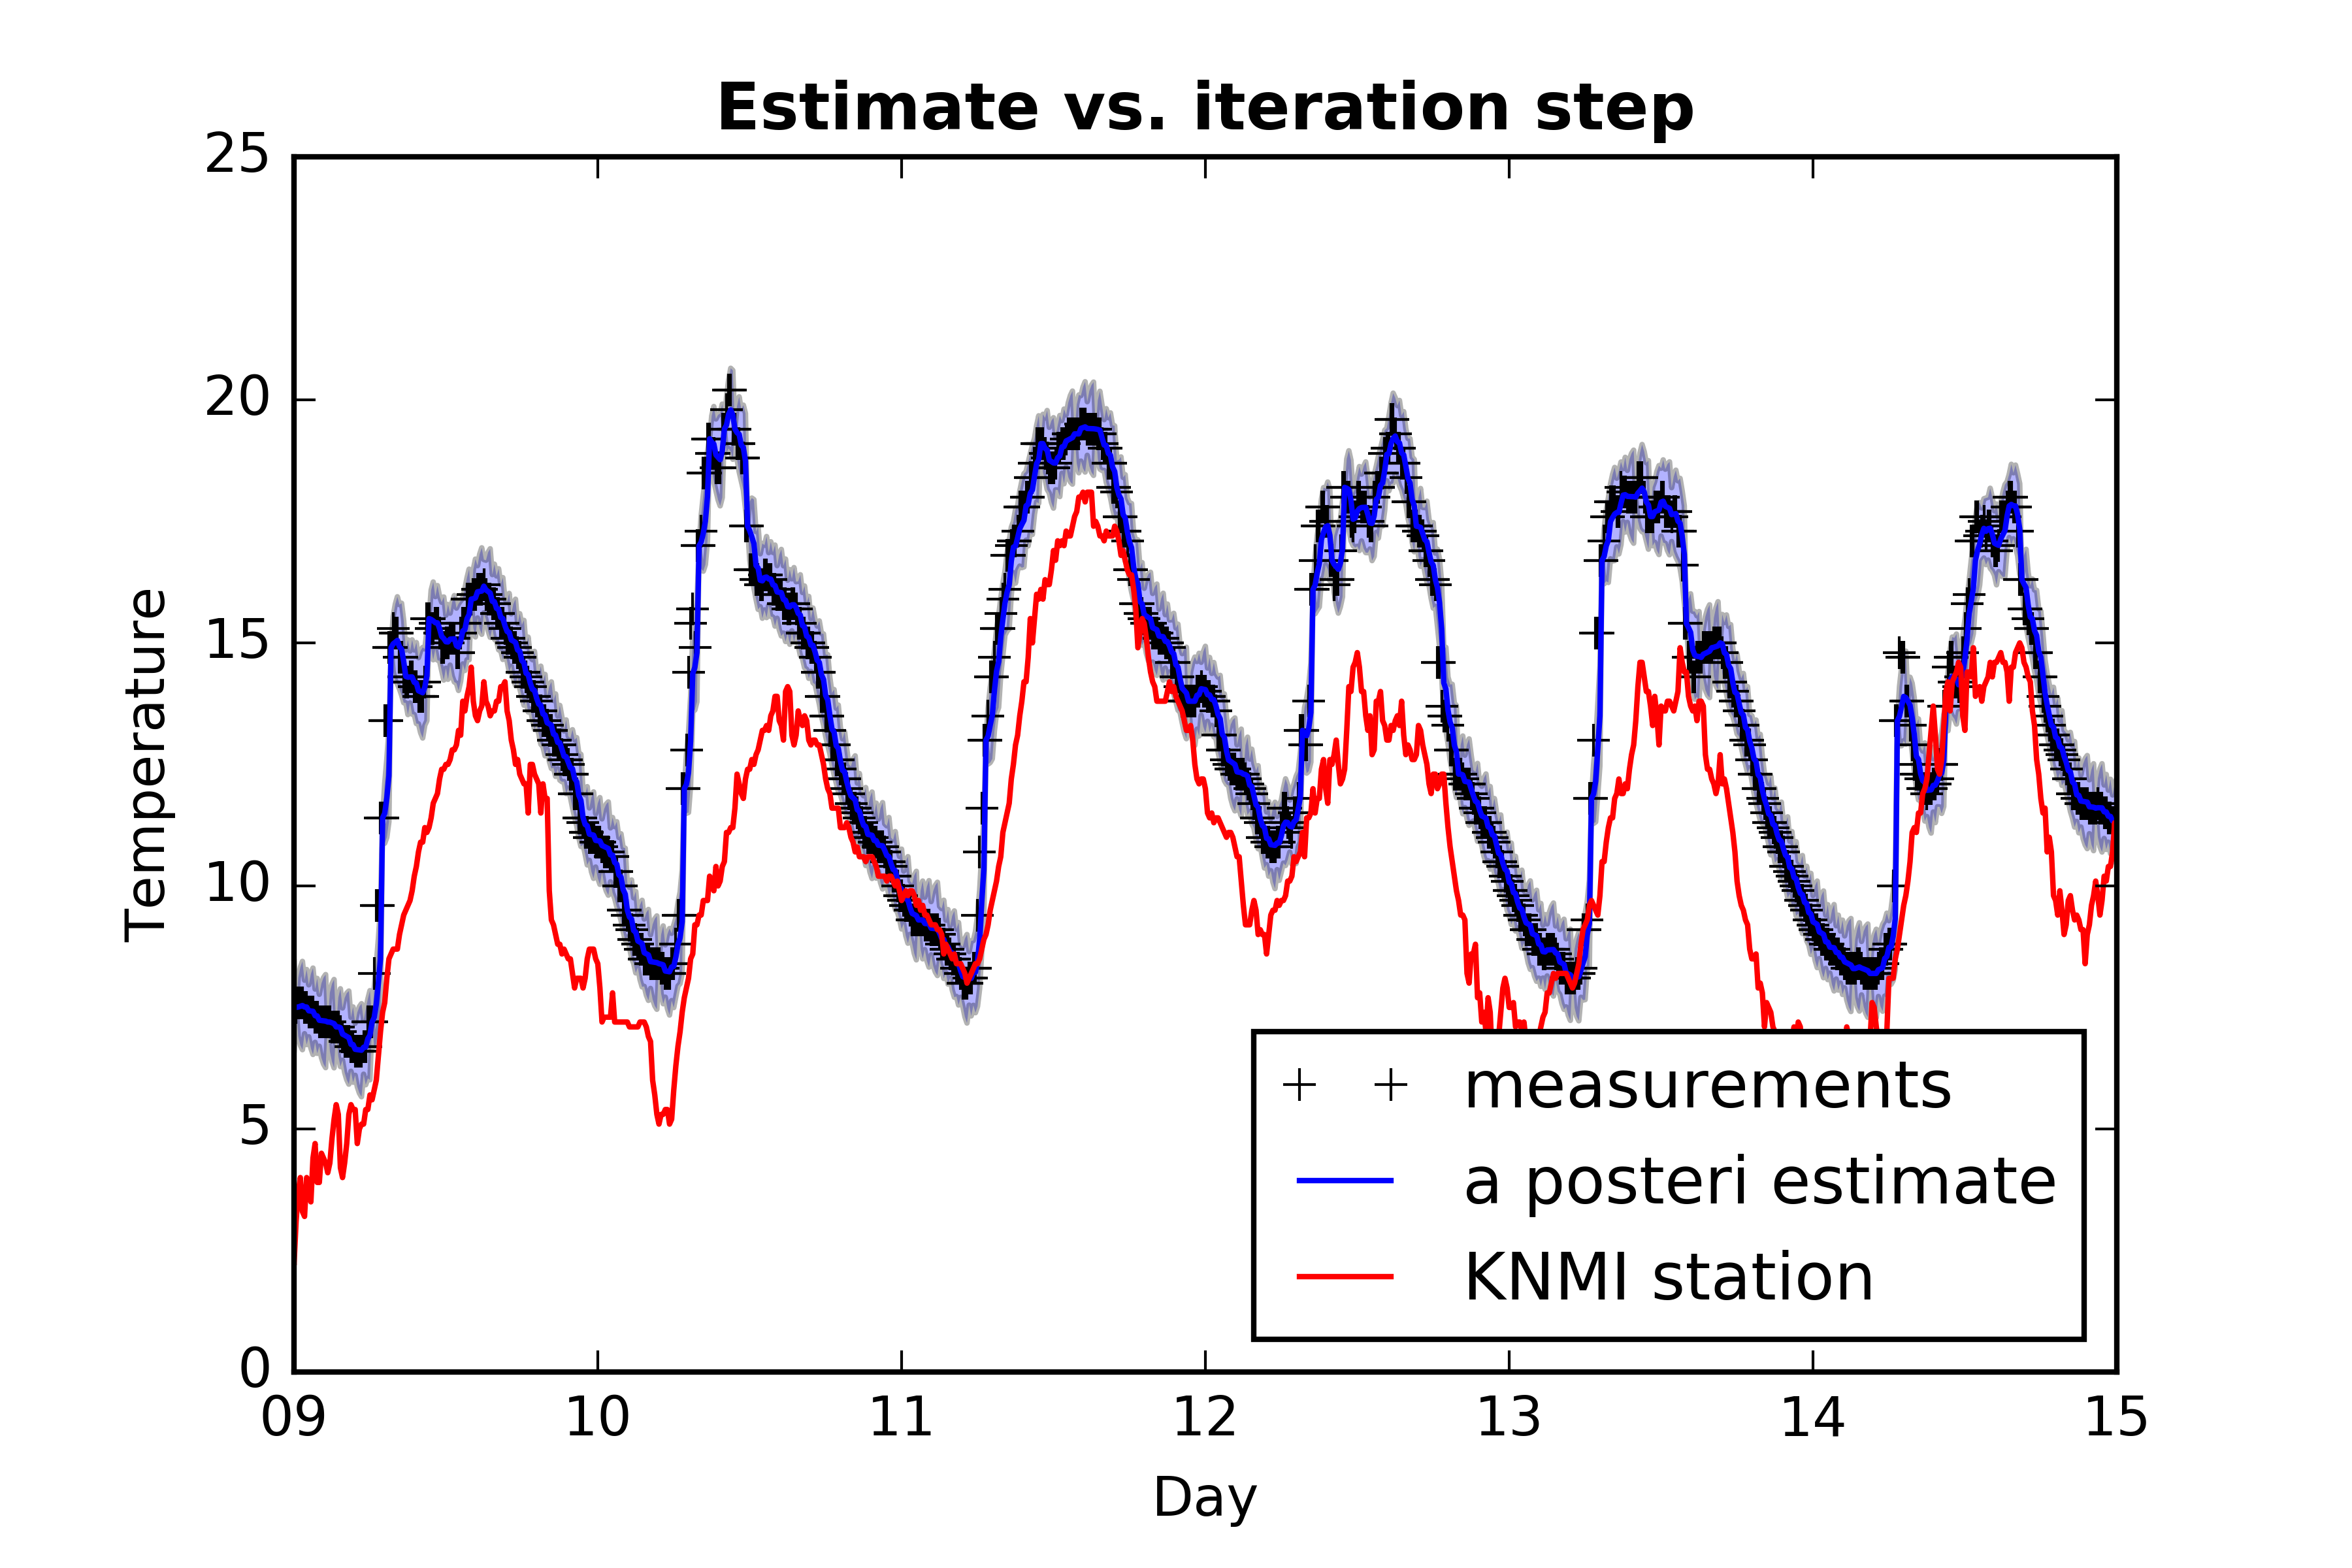 Estimate vs. iteration step
25
20
15
10
5
0
Temperature
09 10 11 12 13 14 15
Day
measurements
a posteri estimate
KNMI station